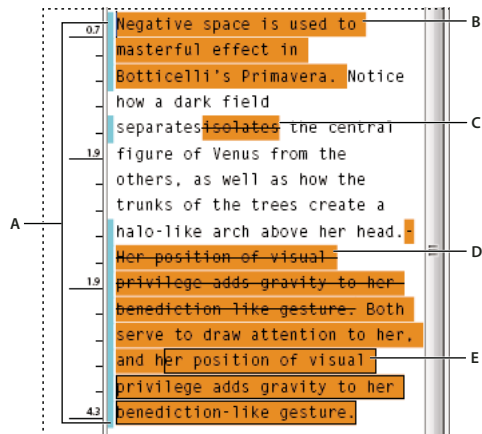 0.7
Negative space is used to
B
masterful effect in
Botticelli's Primavera. Notice
how a dark field
separatesisolates the central
C
1.9
figure of Venus from the
others, as well as how the
trunks of the trees create a
A
halo-like arch above her head.-
Her position of visual
D
1.9
privilege adds gravity to her
benediction like gesture. Both
serve to draw attention to her,
and her position of visual
E
privilege adds gravity to her
4.3
benediction-like gesture.